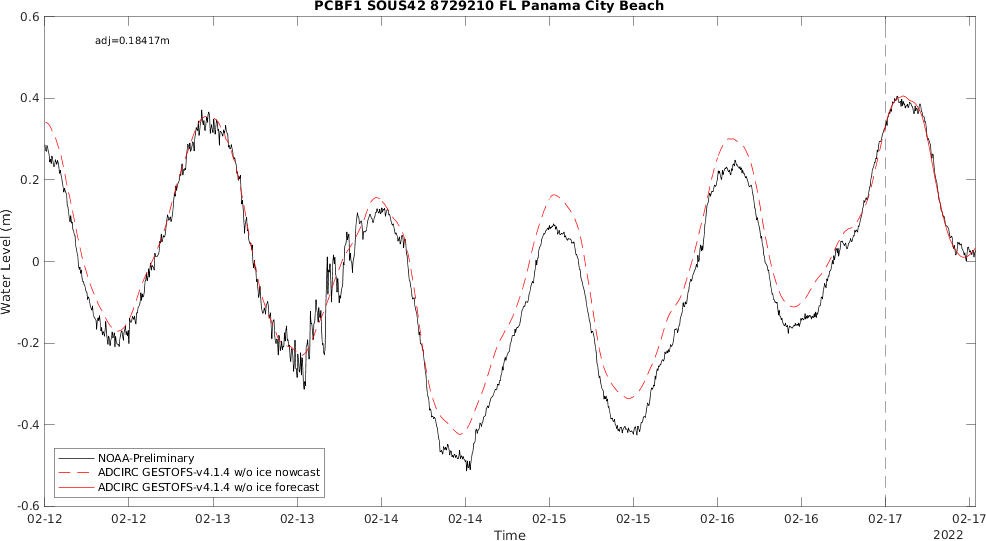 PCBF1 SOUS42 8729210 FL Panama City Beach
0.6
adj=0.18417m
0.4
0.2
0
-0.2
-0.4
-0.6
Water Level (m)
NOAA-Preliminary
ADCIRC GESTOFS-v4.1.4 w/o ice nowcast
ADCIRC GESTOFS-v4.1.4 w/o ice forecast
02-12 02-12 02-13 02-13 02-14 02-14 02-15 02-15 02-16 02-16 02-17 02-17
Time
2022